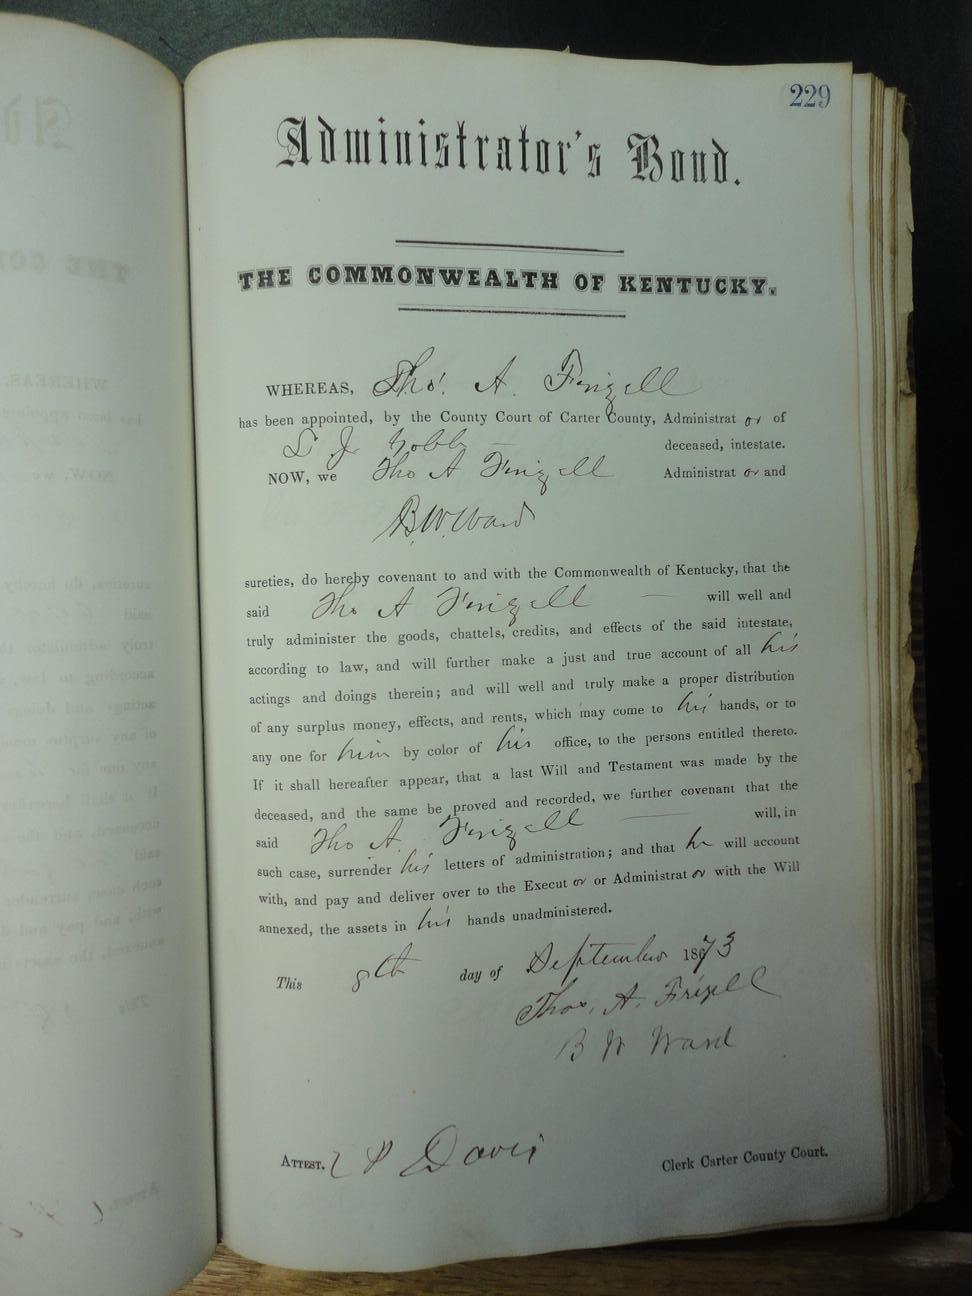 229
Administrator's Bond.
THE COMMONWEALTH OF KENTUCKY.
WHEREAS, Tho's. A. Frizell
has been appointed, by the County Court of Carter County, Administrat or of
L J deceased, intestate.
NOW, we Tho A Frizell Administrat or and
B. W. Ward
sureties, do hereby covenant to and with the Commonwealth of Kentucky, that the
said Tho A Frizell — will well and
truly administer the goods, chattels, credits, and effects of the said intestate,
according to law, and will further make a just and true account of all his
actings and doings therein; and will well and truly make a proper distribution
of any surplus money, effects, and rents, which may come to his hands, or to
any one for him by color of his office, to the persons entitled thereto.
If it shall hereafter appear, that a last Will and Testament was made by the
deceased, and the same be proved and recorded, we further covenant that the
said Tho A. Frizell — will, in
such case, surrender his letters of administration; and that he will account
with, and pay and deliver over to the Execut or or Administrat or with the Will
annexed, the assets in his hands unadministered.
This 8th day of September 1873
Thos. A. Frizell
B W Ward
ATTEST. Davis Clerk Carter County Court.